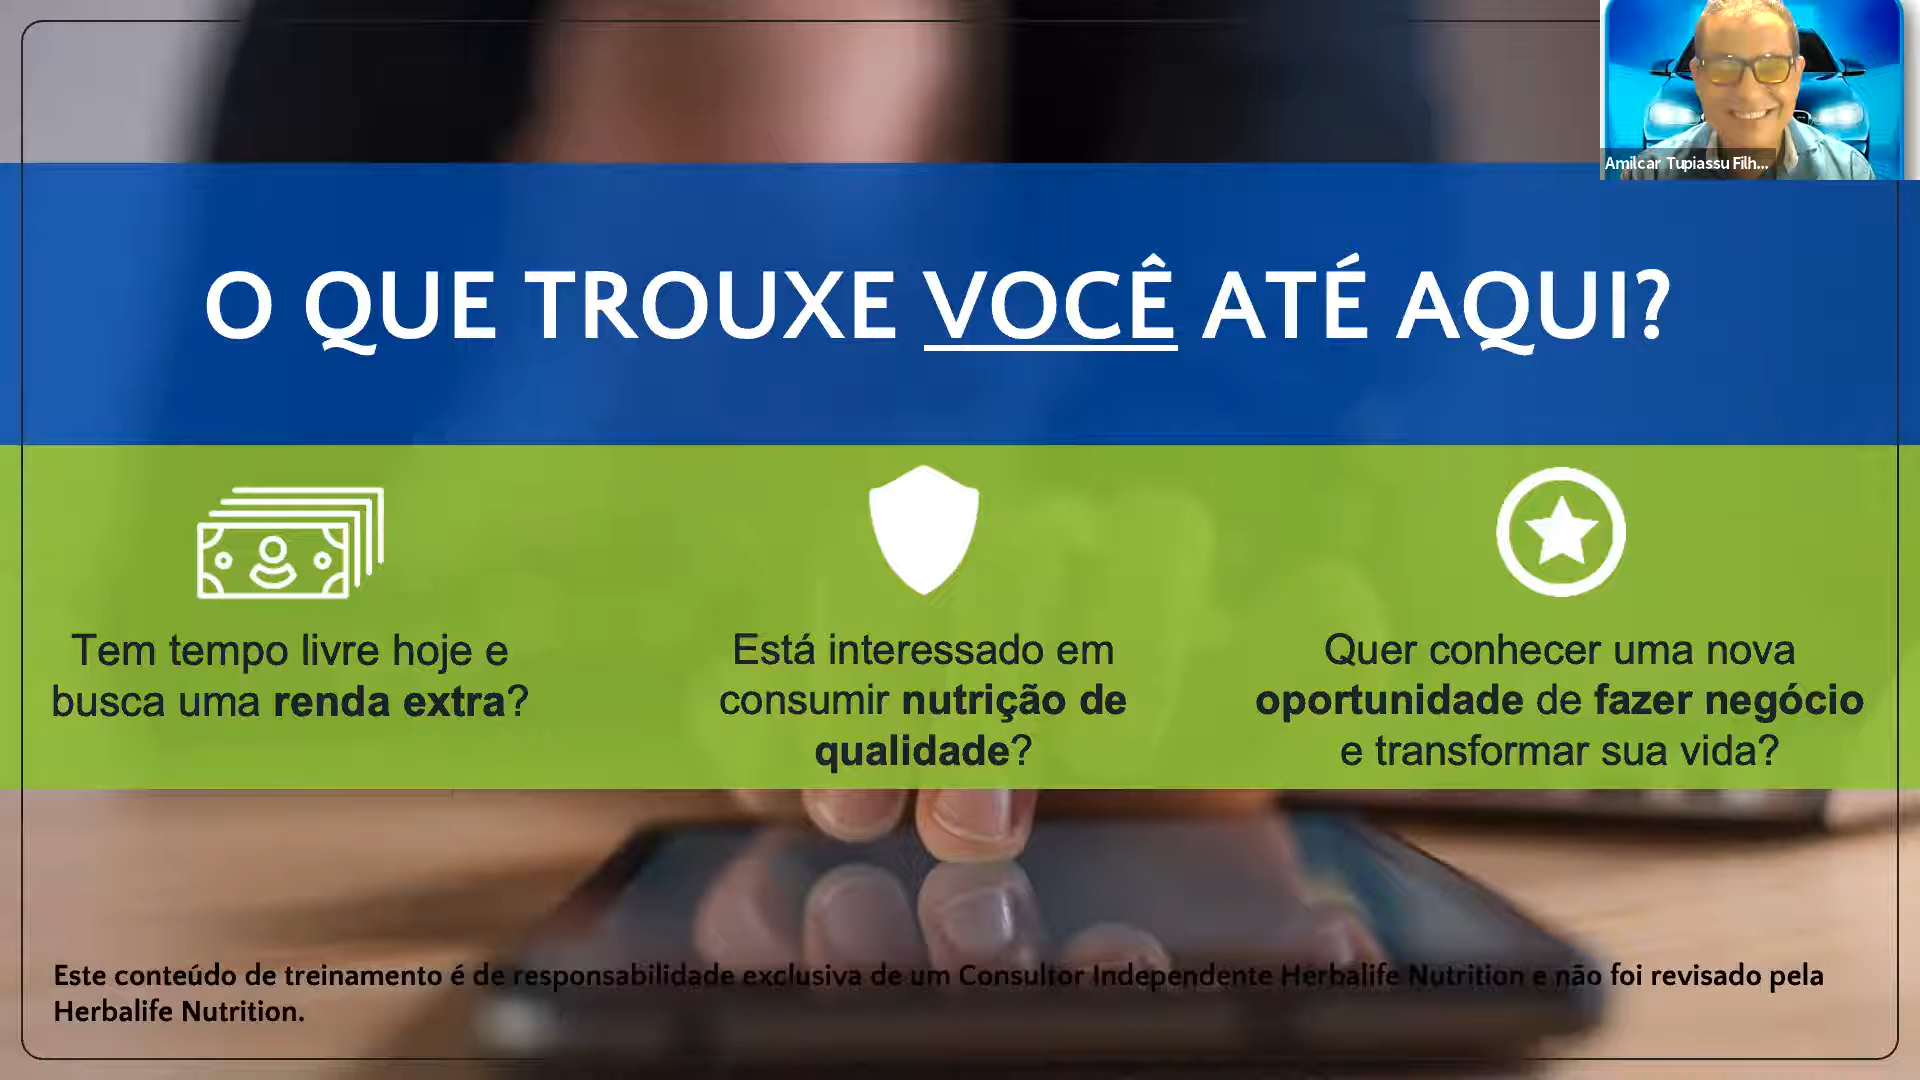 Amilcar Tupiassu Filh...
O QUE TROUXE VOCÊ ATÉ AQUI?
Tem tempo livre hoje e
busca uma renda extra?
Está interessado em
consumir nutrição de
qualidade?
Quer conhecer uma nova
oportunidade de fazer negócio
e transformar sua vida?
Este conteúdo de treinamento é de responsabilidade exclusiva de um Consultor Independente Herbalife Nutrition e não foi revisado pela
Herbalife Nutrition.